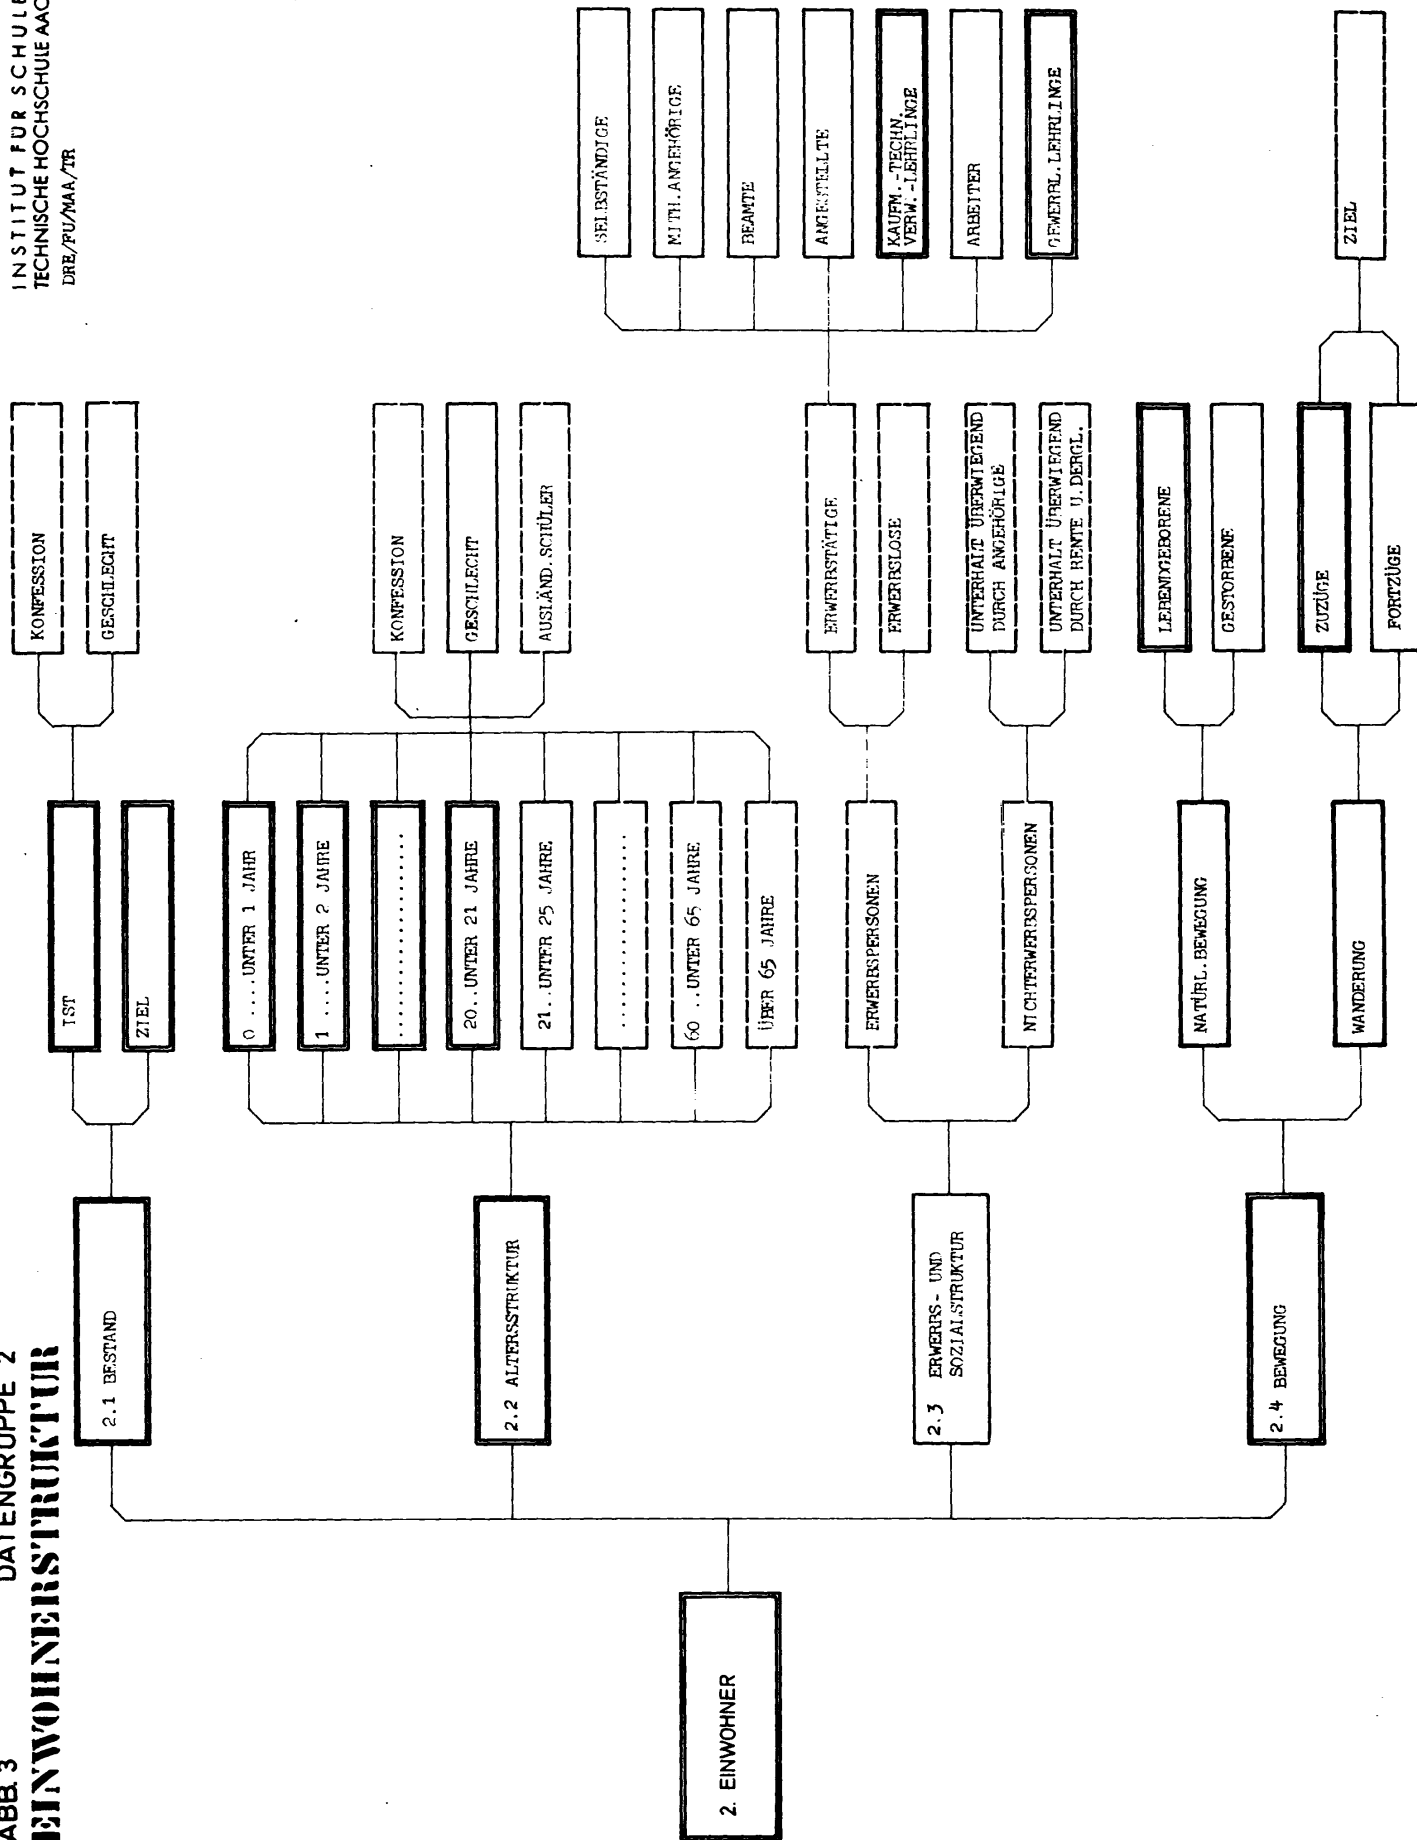 ABB. 3 DATENGRUPPE 2
EINWOHNERSTRUKTUR
INSTITUT FÜR SCHULE
TECHNISCHE HOCHSCHULE AAC
DRE/FU/MAA/TR
2. EINWOHNER
2.1 BESTAND
IST
ZIEL
KONFESSION
GESCHLECHT
2.2 ALTERSSTRUKTUR
0 ....UNTER 1 JAHR
1 ....UNTER 2 JAHRE
....................
20..UNTER 21 JAHRE
21..UNTER 25 JAHRE
..............
60 ..UNTER 65 JAHRE
ÜBER 65 JAHRE
KONFESSION
GESCHLECHT
AUSLÄND.SCHÜLER
2.3 ERWERBS- UND
SOZIALSTRUKTUR
ERWERBSPERSONEN
NICHTERWERBSPERSONEN
ERWERBSTÄTIGE
ERWERBSLOSE
UNTERHALT ÜBERWIEGEND
DURCH ANGEHÖRIGE
UNTERHALT ÜBERWIEGEND
DURCH RENTE U.DERGL.
SELBSTÄNDIGE
MITH.ANGEHÖRIGE
BEAMTE
ANGESTELLTE
KAUFM.-TECHN.
VERW.-LEHRLINGE
ARBEITER
GEWERBL.LEHRLINGE
2.4 BEWEGUNG
NATÜRL.BEWEGUNG
WANDERUNG
LEBENDGEBORENE
GESTORBENE
ZUZÜGE
FORTZÜGE
ZIEL